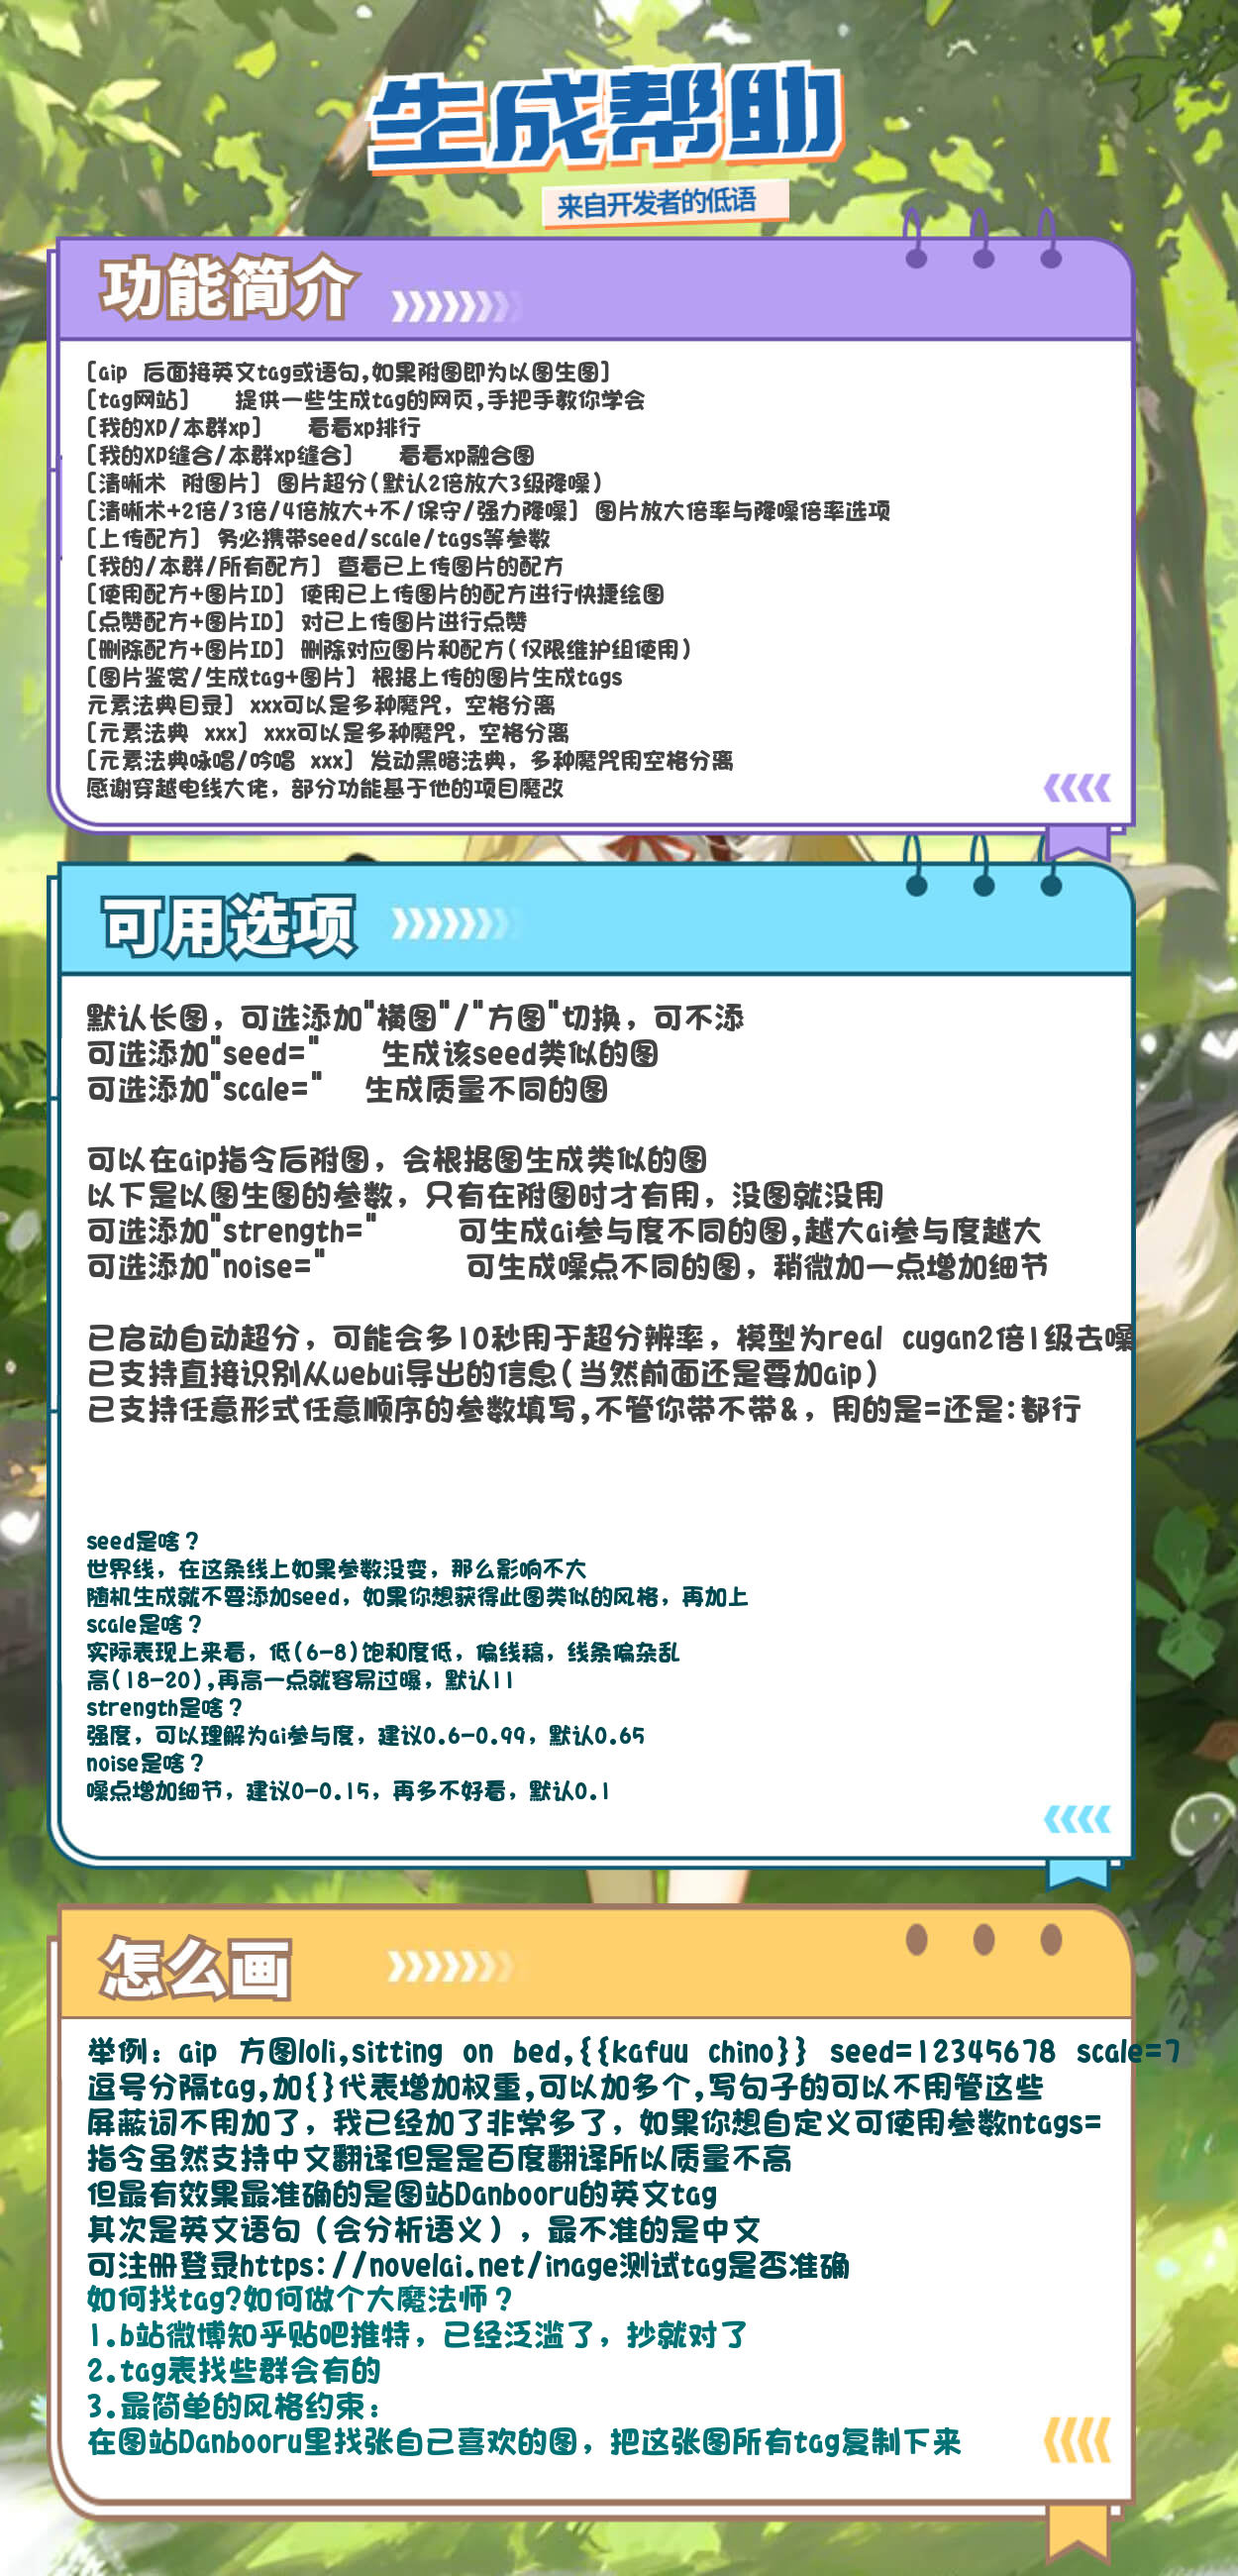 生成帮助
来自开发者的低语
功能简介
[aip 后面接英文tag或语句,如果附图即为以图生图]
[tag网站] 提供一些生成tag的网页,手把手教你学会
[我的XP/本群xp] 看看xp排行
[我的XP缝合/本群xp缝合] 看看xp融合图
[清晰术 附图片] 图片超分(默认2倍放大3级降噪)
[清晰术+2倍/3倍/4倍放大+不/保守/强力降噪] 图片放大倍率与降噪倍率选项
[上传配方] 务必携带seed/scale/tags等参数
[我的/本群/所有配方] 查看已上传图片的配方
[使用配方+图片ID] 使用已上传图片的配方进行快捷绘图
[点赞配方+图片ID] 对已上传图片进行点赞
[删除配方+图片ID] 删除对应图片和配方(仅限维护组使用)
[图片鉴赏/生成tag+图片] 根据上传的图片生成tags
元素法典目录] xxx可以是多种魔咒，空格分离
[元素法典 xxx] xxx可以是多种魔咒，空格分离
[元素法典咏唱/吟唱 xxx] 发动黑暗法典，多种魔咒用空格分离
感谢穿越电线大佬，部分功能基于他的项目魔改
可用选项
默认长图，可选添加"横图"/"方图"切换，可不添
可选添加"seed=" 生成该seed类似的图
可选添加"scale=" 生成质量不同的图
可以在aip指令后附图，会根据图生成类似的图
以下是以图生图的参数，只有在附图时才有用，没图就没用
可选添加"strength=" 可生成ai参与度不同的图,越大ai参与度越大
可选添加"noise=" 可生成噪点不同的图，稍微加一点增加细节
已启动自动超分，可能会多10秒用于超分辨率，模型为real cugan2倍1级去噪
已支持直接识别从webui导出的信息(当然前面还是要加aip)
已支持任意形式任意顺序的参数填写,不管你带不带&，用的是=还是:都行
seed是啥？
世界线，在这条线上如果参数没变，那么影响不大
随机生成就不要添加seed，如果你想获得此图类似的风格，再加上
scale是啥？
实际表现上来看，低(6-8)饱和度低，偏线稿，线条偏杂乱
高(18-20),再高一点就容易过曝，默认11
strength是啥？
强度，可以理解为ai参与度，建议0.6-0.99，默认0.65
noise是啥？
噪点增加细节，建议0-0.15，再多不好看，默认0.1
怎么画
举例：aip 方图loli,sitting on bed,{{kafuu chino}} seed=12345678 scale=7
逗号分隔tag,加{}代表增加权重,可以加多个,写句子的可以不用管这些
屏蔽词不用加了，我已经加了非常多了，如果你想自定义可使用参数ntags=
指令虽然支持中文翻译但是是百度翻译所以质量不高
但最有效果最准确的是图站Danbooru的英文tag
其次是英文语句（会分析语义），最不准的是中文
可注册登录https://novelai.net/image测试tag是否准确
如何找tag?如何做个大魔法师？
1.b站微博知乎贴吧推特，已经泛滥了，抄就对了
2.tag表找些群会有的
3.最简单的风格约束：
在图站Danbooru里找张自己喜欢的图，把这张图所有tag复制下来